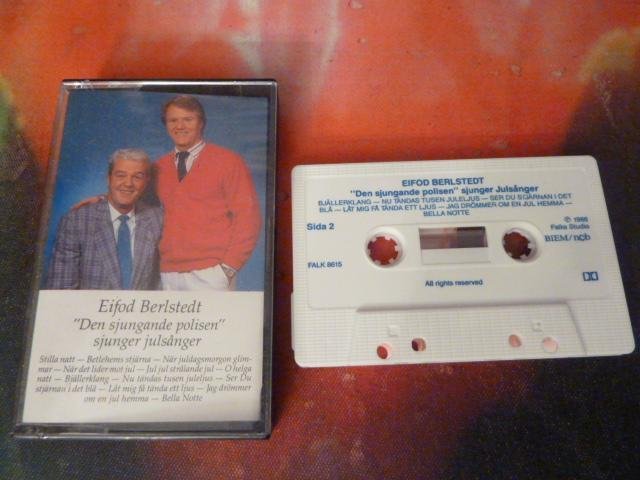 Eifod Berlstedt
"Den sjungande polisen"
sjunger julsånger
Stilla natt — Betlehems stjärna — När juldagsmorgon glim-
mar — När det lider mot jul — Jul jul strålande jul — O helga
natt — Bjällerklang — Nu tändas tusen juleljus — Ser Du
stjärnan i det blå — Låt mig få tända ett ljus — Jag drömmer
om en jul hemma — Bella Notte
EIFOD BERLSTEDT
"Den sjungande polisen" sjunger Julsånger
BJÄLLERKLANG — NU TÄNDAS TUSEN JULELJUS — SER DU STJÄRNAN I DET
BLÅ — LÅT MIG FÅ TÄNDA ETT LJUS — JAG DRÖMMER OM EN JUL HEMMA —
BELLA NOTTE
Sida 2
℗ 1986
Falks Studio
BIEM/ncb
FALK 8615
All rights reserved